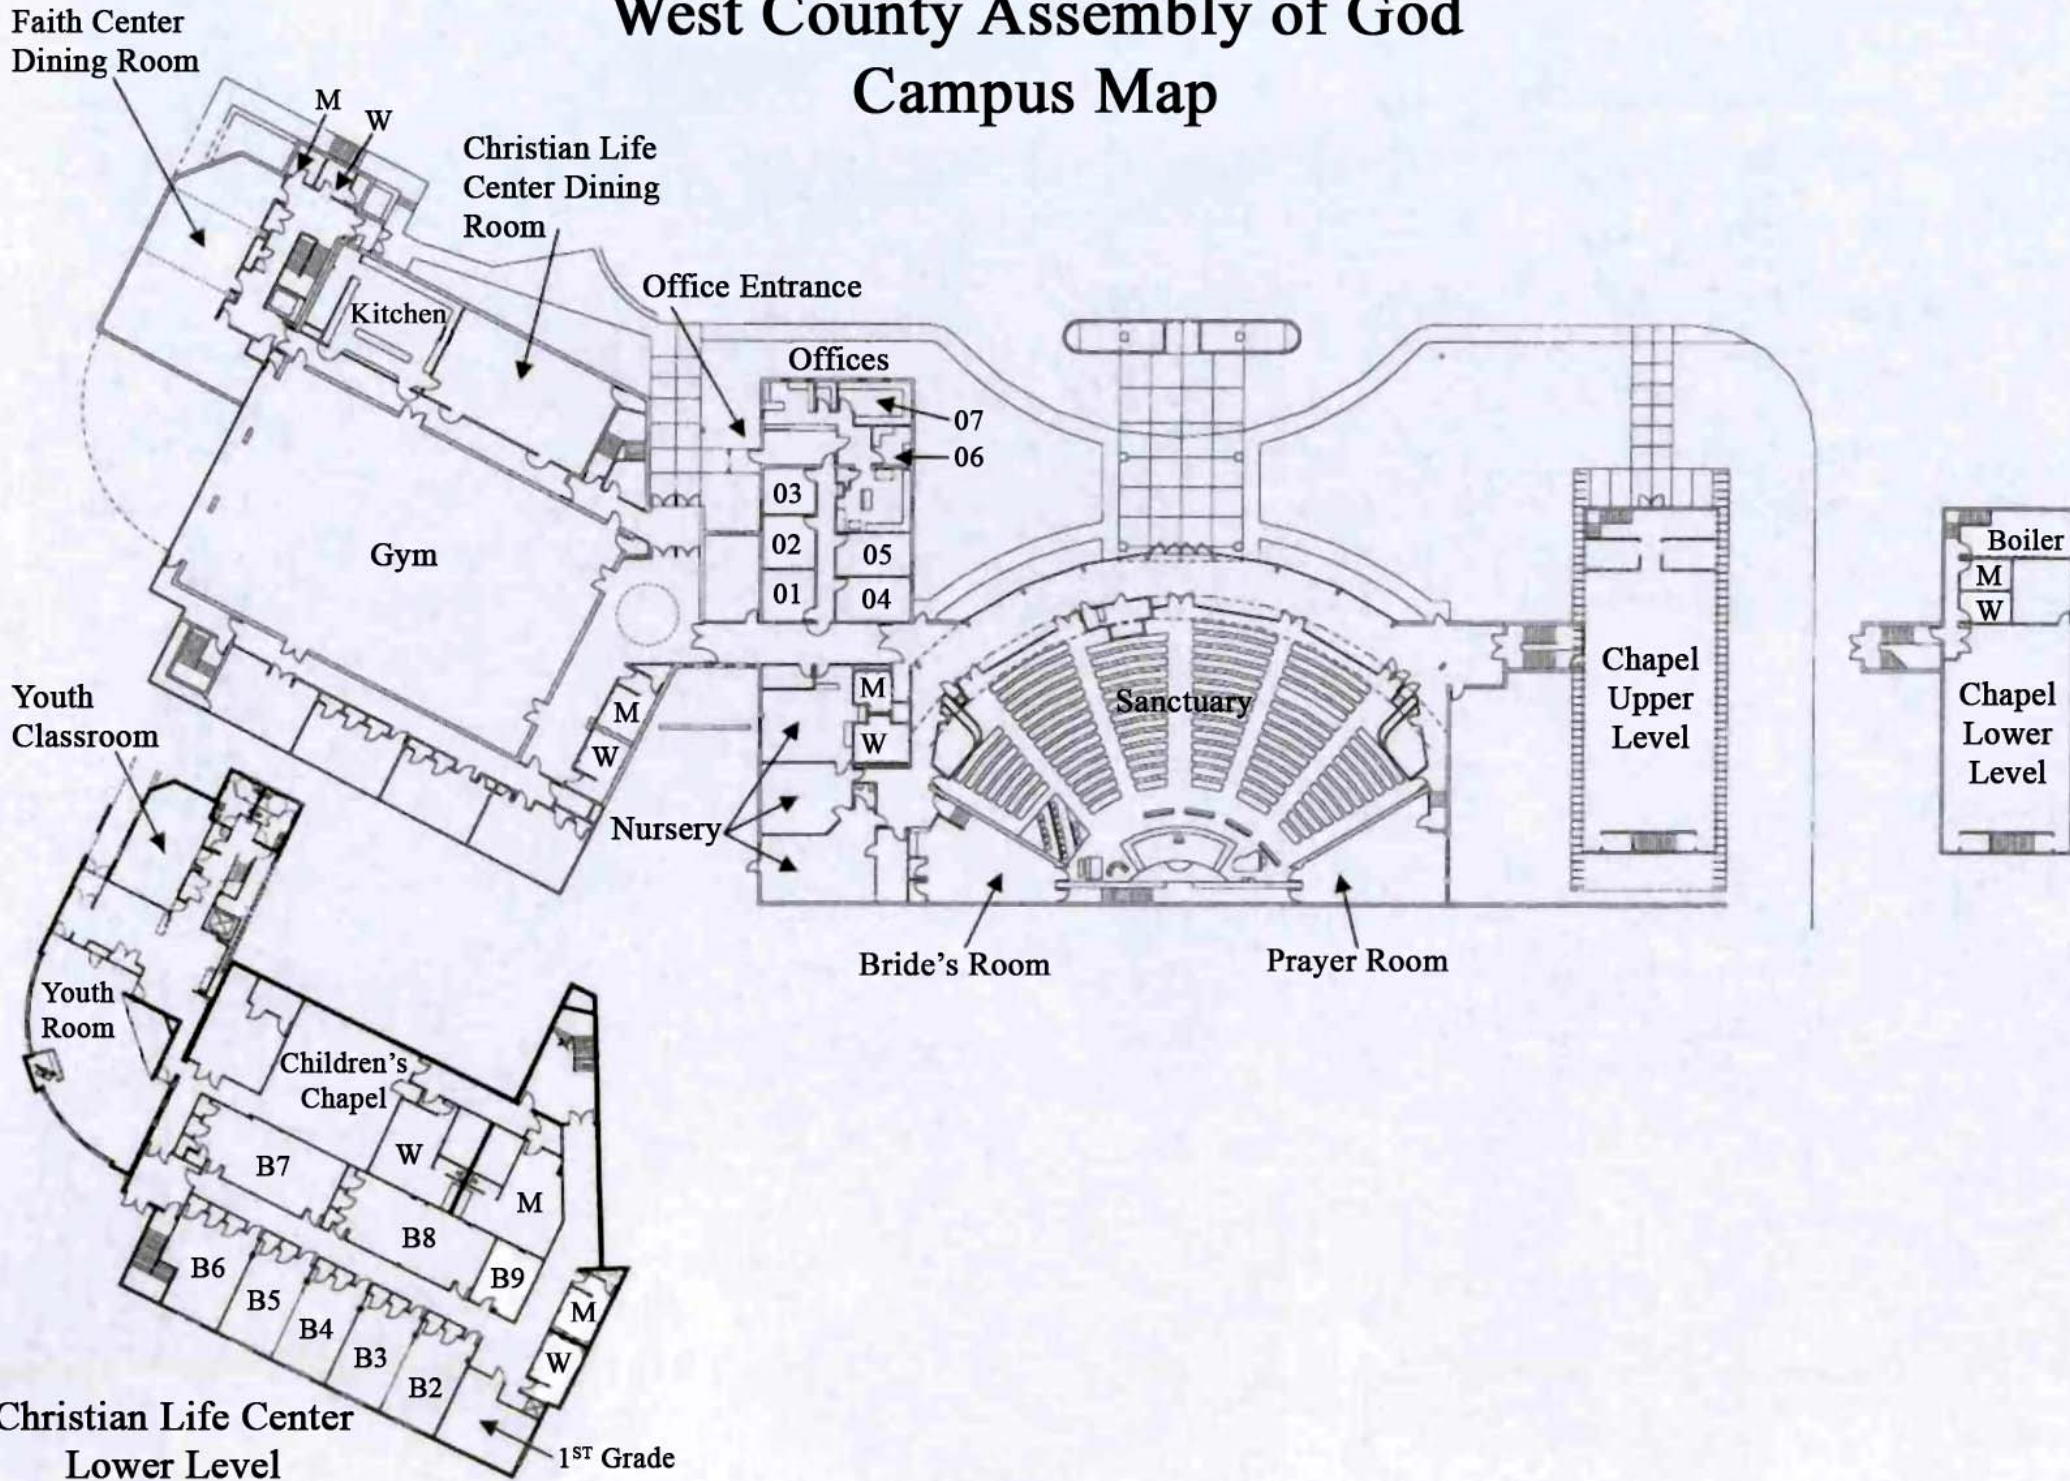 West County Assembly of God
Campus Map
Faith Center
Dining Room
M
W
Christian Life
Center Dining
Room
Office Entrance
Kitchen
Offices
07
06
03
02
05
01
04
Gym
Boiler
M
W
Chapel
Upper
Level
Chapel
Lower
Level
M
W
Sanctuary
M
W
Youth
Classroom
Nursery
Bride's Room
Prayer Room
Youth
Room
Children's
Chapel
W
M
B7
B8
B9
B6
B5
B4
B3
B2
M
W
Christian Life Center
Lower Level
1ST Grade